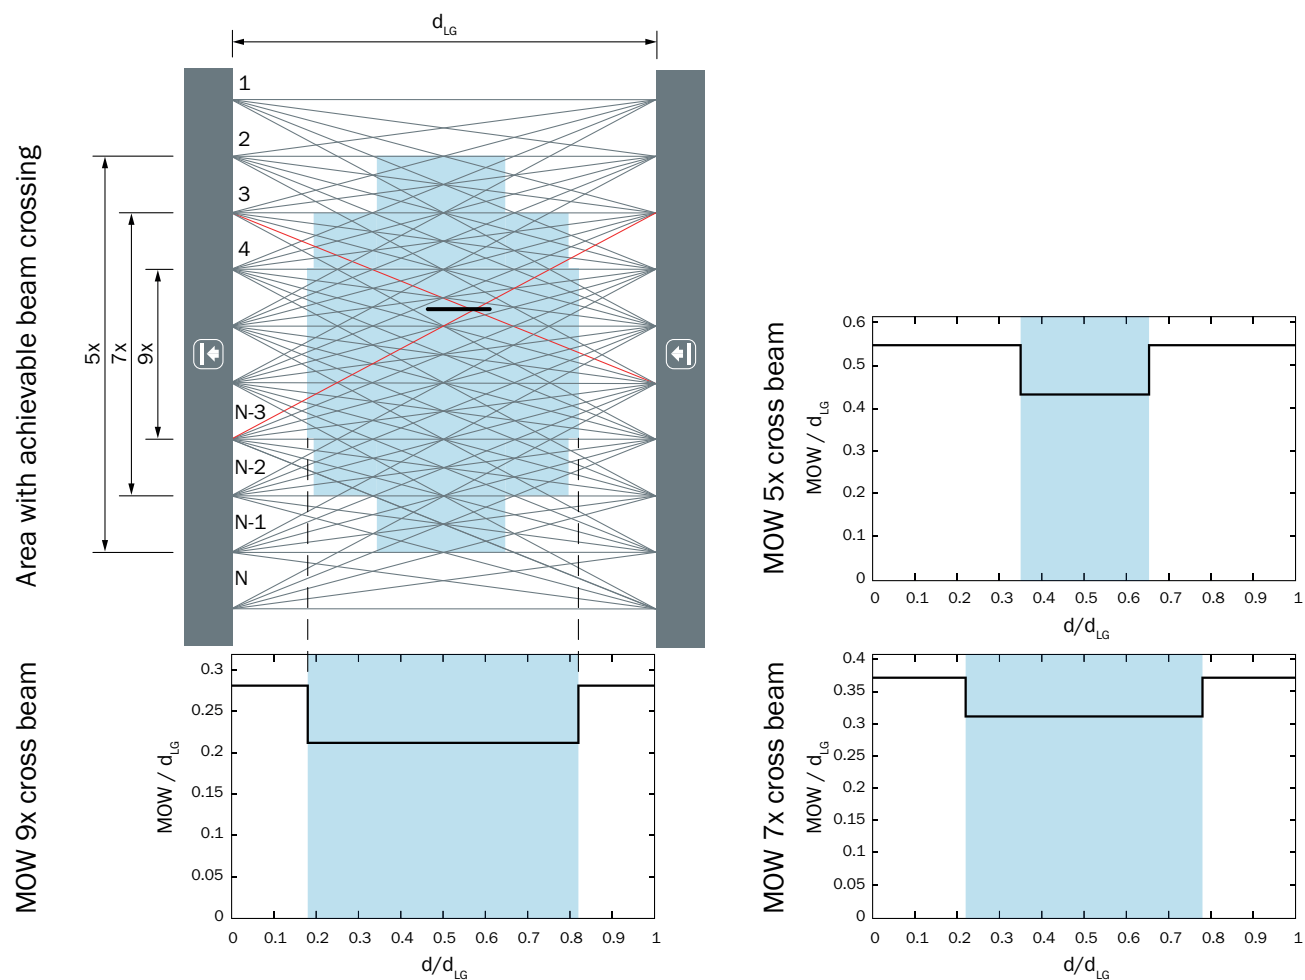 d_LG
Area with achievable beam crossing
5x
7x
9x
1
2
3
4
N-3
N-2
N-1
N
MOW 9x cross beam
MOW / d_LG
0.3
0.25
0.2
0.15
0.1
0.05
0
0 0.1 0.2 0.3 0.4 0.5 0.6 0.7 0.8 0.9 1
d/d_LG
MOW 5x cross beam
MOW / d_LG
0.6
0.5
0.4
0.3
0.2
0.1
0
0 0.1 0.2 0.3 0.4 0.5 0.6 0.7 0.8 0.9 1
d/d_LG
MOW 7x cross beam
MOW / d_LG
0.4
0.35
0.3
0.25
0.2
0.15
0.1
0.05
0
0 0.1 0.2 0.3 0.4 0.5 0.6 0.7 0.8 0.9 1
d/d_LG